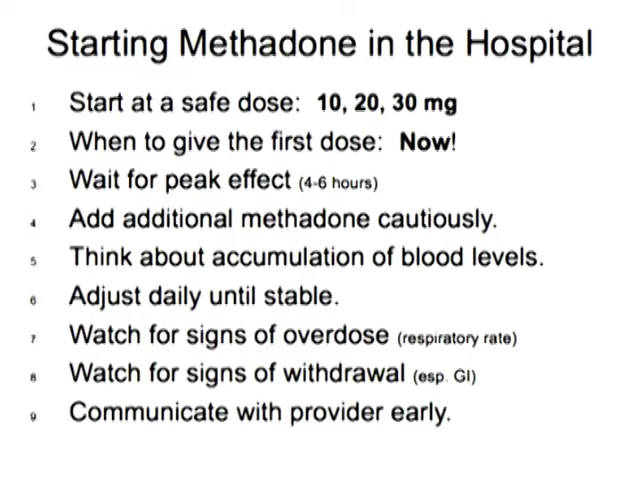 Starting Methadone in the Hospital
1 Start at a safe dose: 10, 20, 30 mg
2 When to give the first dose: Now!
3 Wait for peak effect (4-6 hours)
4 Add additional methadone cautiously.
5 Think about accumulation of blood levels.
6 Adjust daily until stable.
7 Watch for signs of overdose (respiratory rate)
8 Watch for signs of withdrawal (esp. GI)
9 Communicate with provider early.